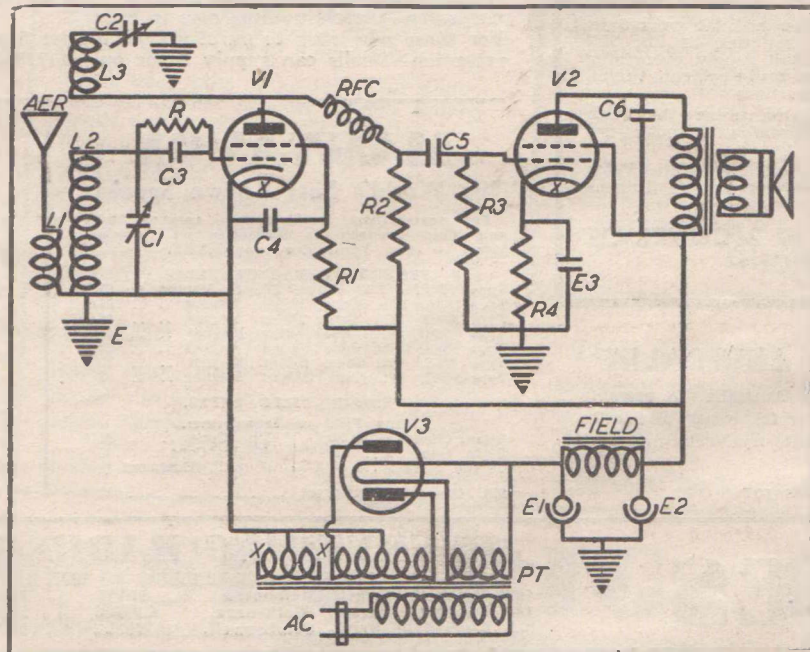 C2
L3
V1
V2
RFC
AER
C6
R
L2
C5
C3
X
X
R2
R3
L1
C1
C4
R1
E3
R4
E
V3
FIELD
E1
E2
X
X
PT
AC